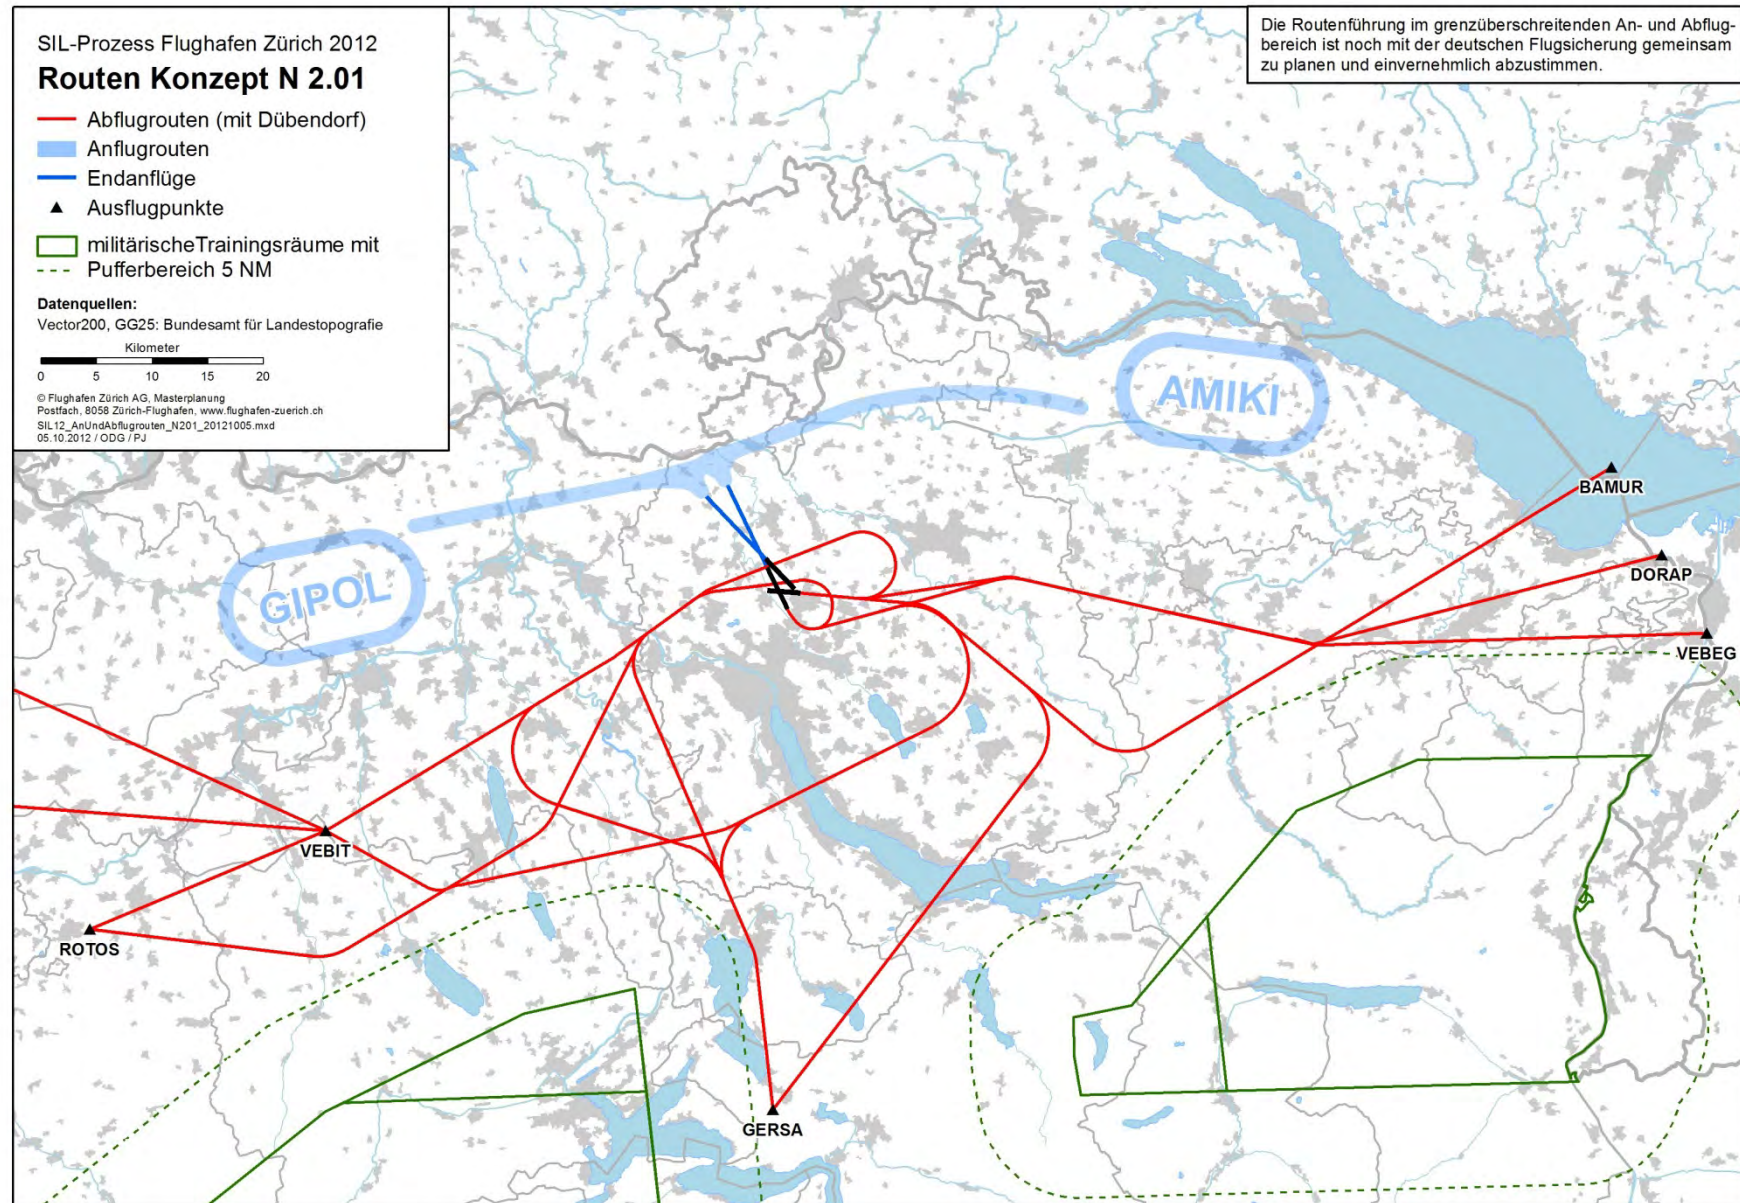 SIL-Prozess Flughafen Zürich 2012
Routen Konzept N 2.01
Abflugrouten (mit Dübendorf)
Anflugrouten
Endanflüge
Ausflugpunkte
militärischeTrainingsräume mit
Pufferbereich 5 NM
Datenquellen:
Vector200, GG25: Bundesamt für Landestopografie
Kilometer
0 5 10 15 20
© Flughafen Zürich AG, Masterplanung
Postfach, 8058 Zürich-Flughafen, www.flughafen-zuerich.ch
SIL12_AnUndAbflugrouten_N201_20121005.mxd
05.10.2012 / ODG / PJ
Die Routenführung im grenzüberschreitenden An- und Abflug-
bereich ist noch mit der deutschen Flugsicherung gemeinsam
zu planen und einvernehmlich abzustimmen.
AMIKI
BAMUR
GIPOL
DORAP
VEBEG
VEBIT
ROTOS
GERSA